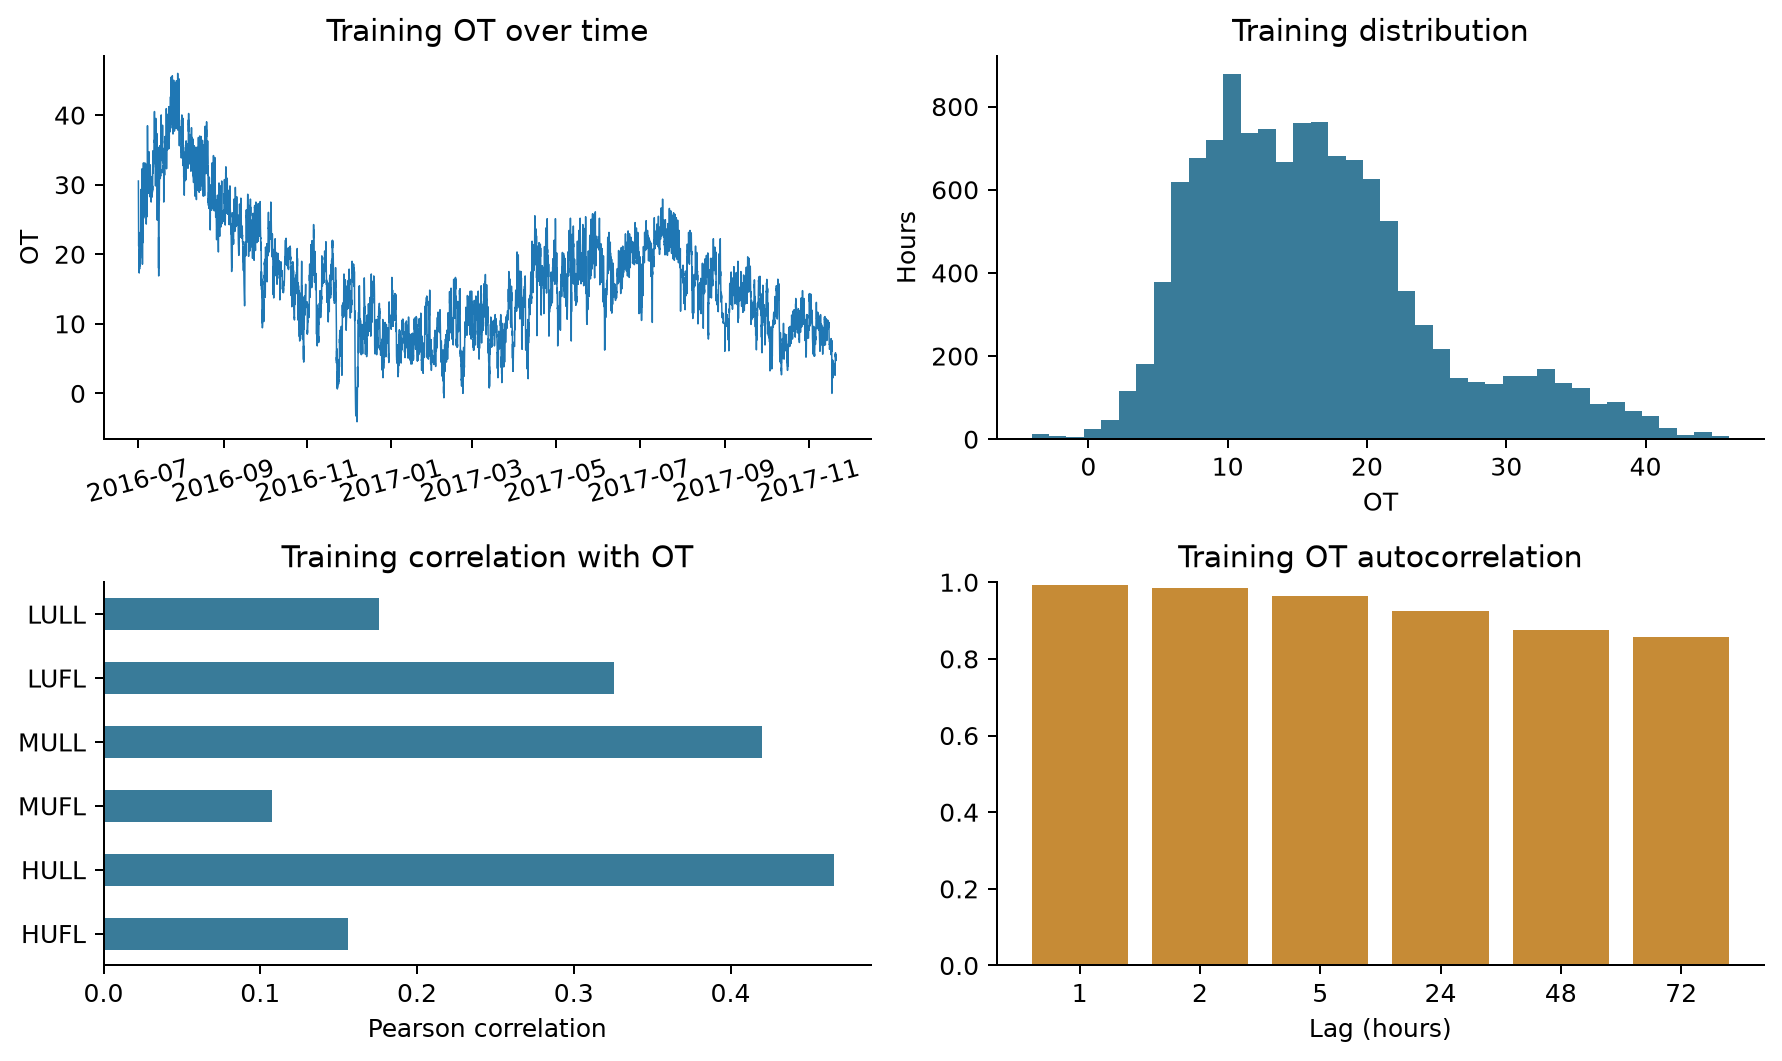 Training OT over time
OT
40
30
20
10
0
2016-07
2016-09
2016-11
2017-01
2017-03
2017-05
2017-07
2017-09
2017-11
Training distribution
Hours
800
600
400
200
0
0
10
20
30
40
OT
Training correlation with OT
LULL
LUFL
MULL
MUFL
HULL
HUFL
0.0
0.1
0.2
0.3
0.4
Pearson correlation
Training OT autocorrelation
1.0
0.8
0.6
0.4
0.2
0.0
1
2
5
24
48
72
Lag (hours)